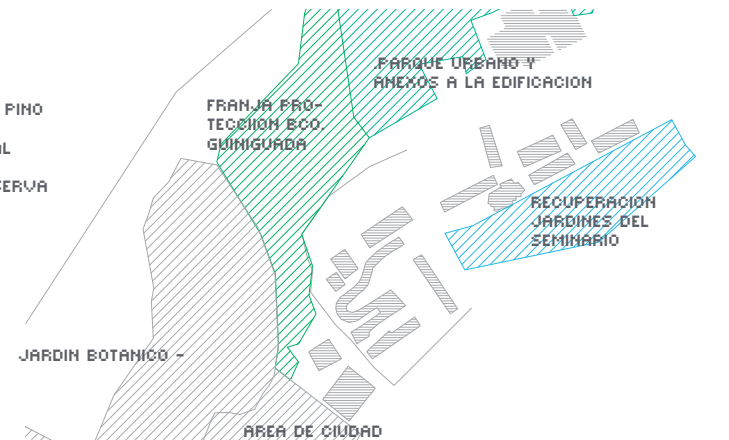 .PARQUE URBANO Y
ANEXOS A LA EDIFICACION
FRANJA PRO-
TECCIION BCO.
GUINIGUADA
PINO
AL
ERVA
RECUPERACION
JARDINES DEL
SEMINARIO
JARDIN BOTANICO -
AREA DE CIUDAD